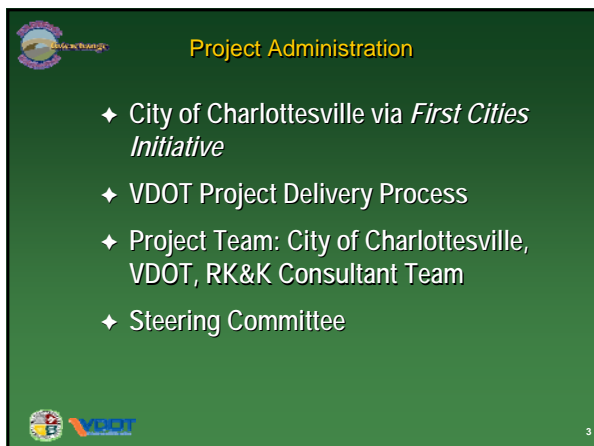 Project Administration
✦ City of Charlottesville via First Cities
Initiative
✦ VDOT Project Delivery Process
✦ Project Team: City of Charlottesville,
VDOT, RK&K Consultant Team
✦ Steering Committee
VDOT
3